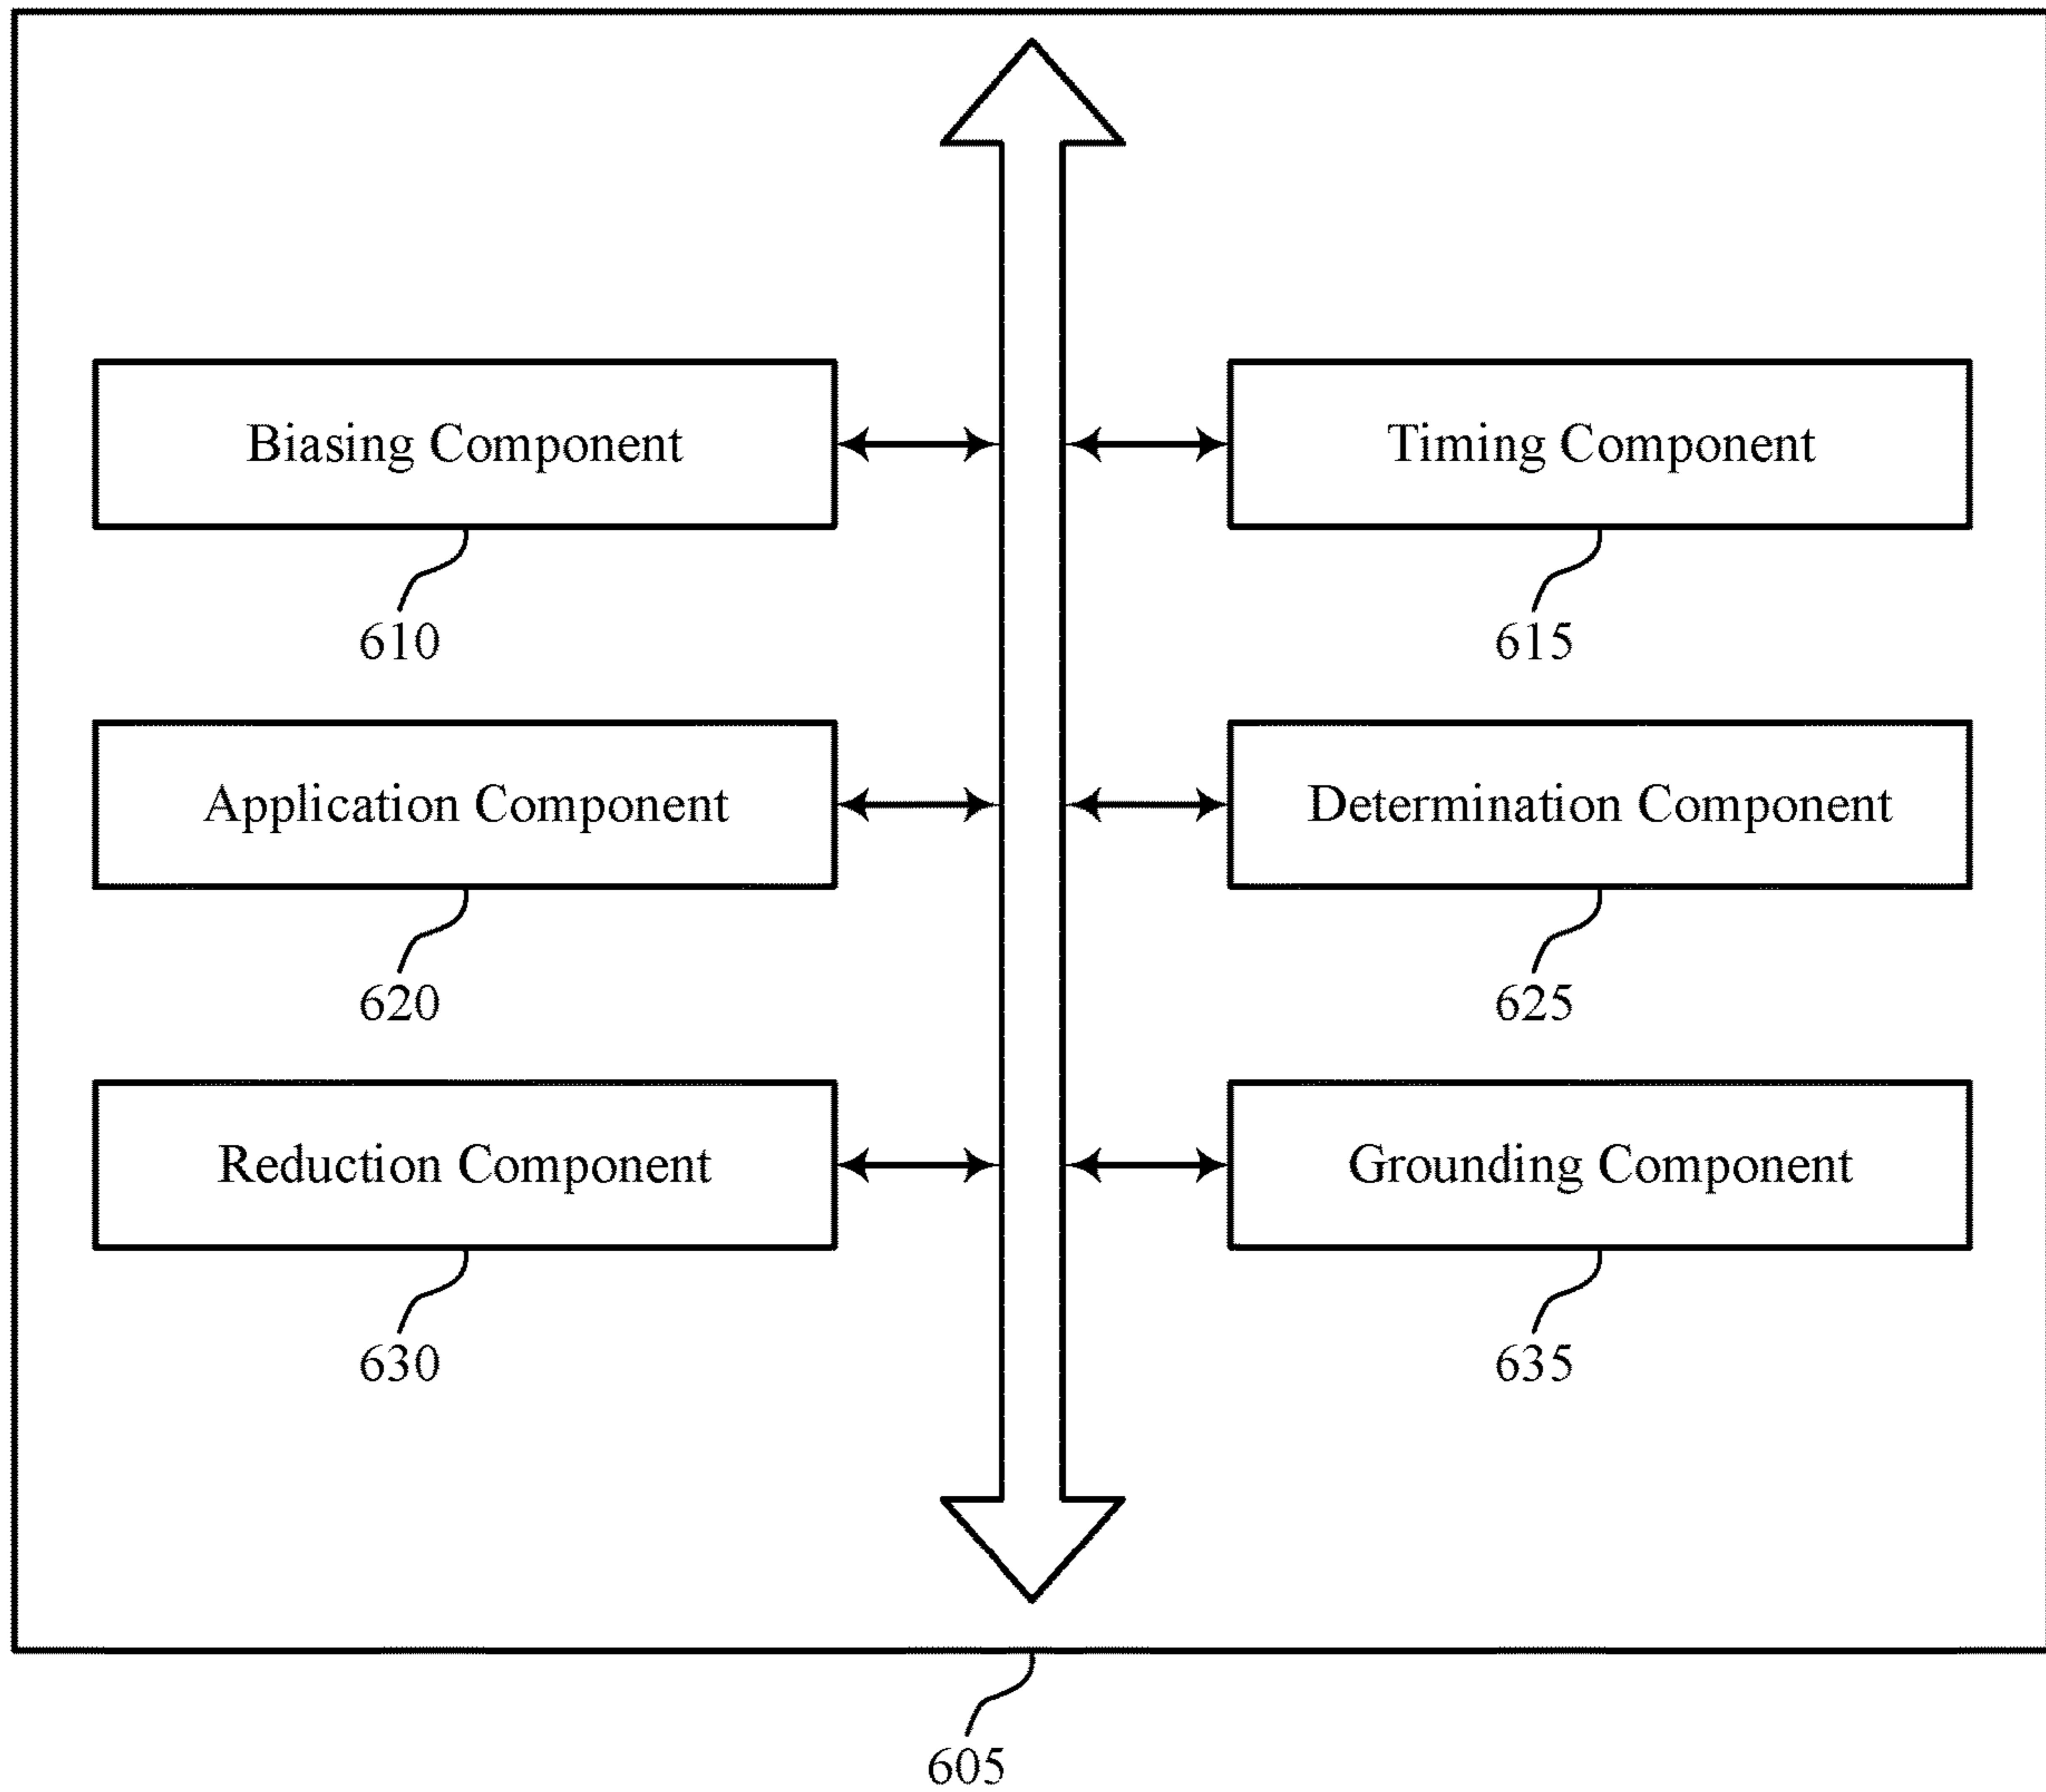 Biasing Component
Timing Component
610
615
Application Component
Determination Component
620
625
Reduction Component
Grounding Component
630
635
605